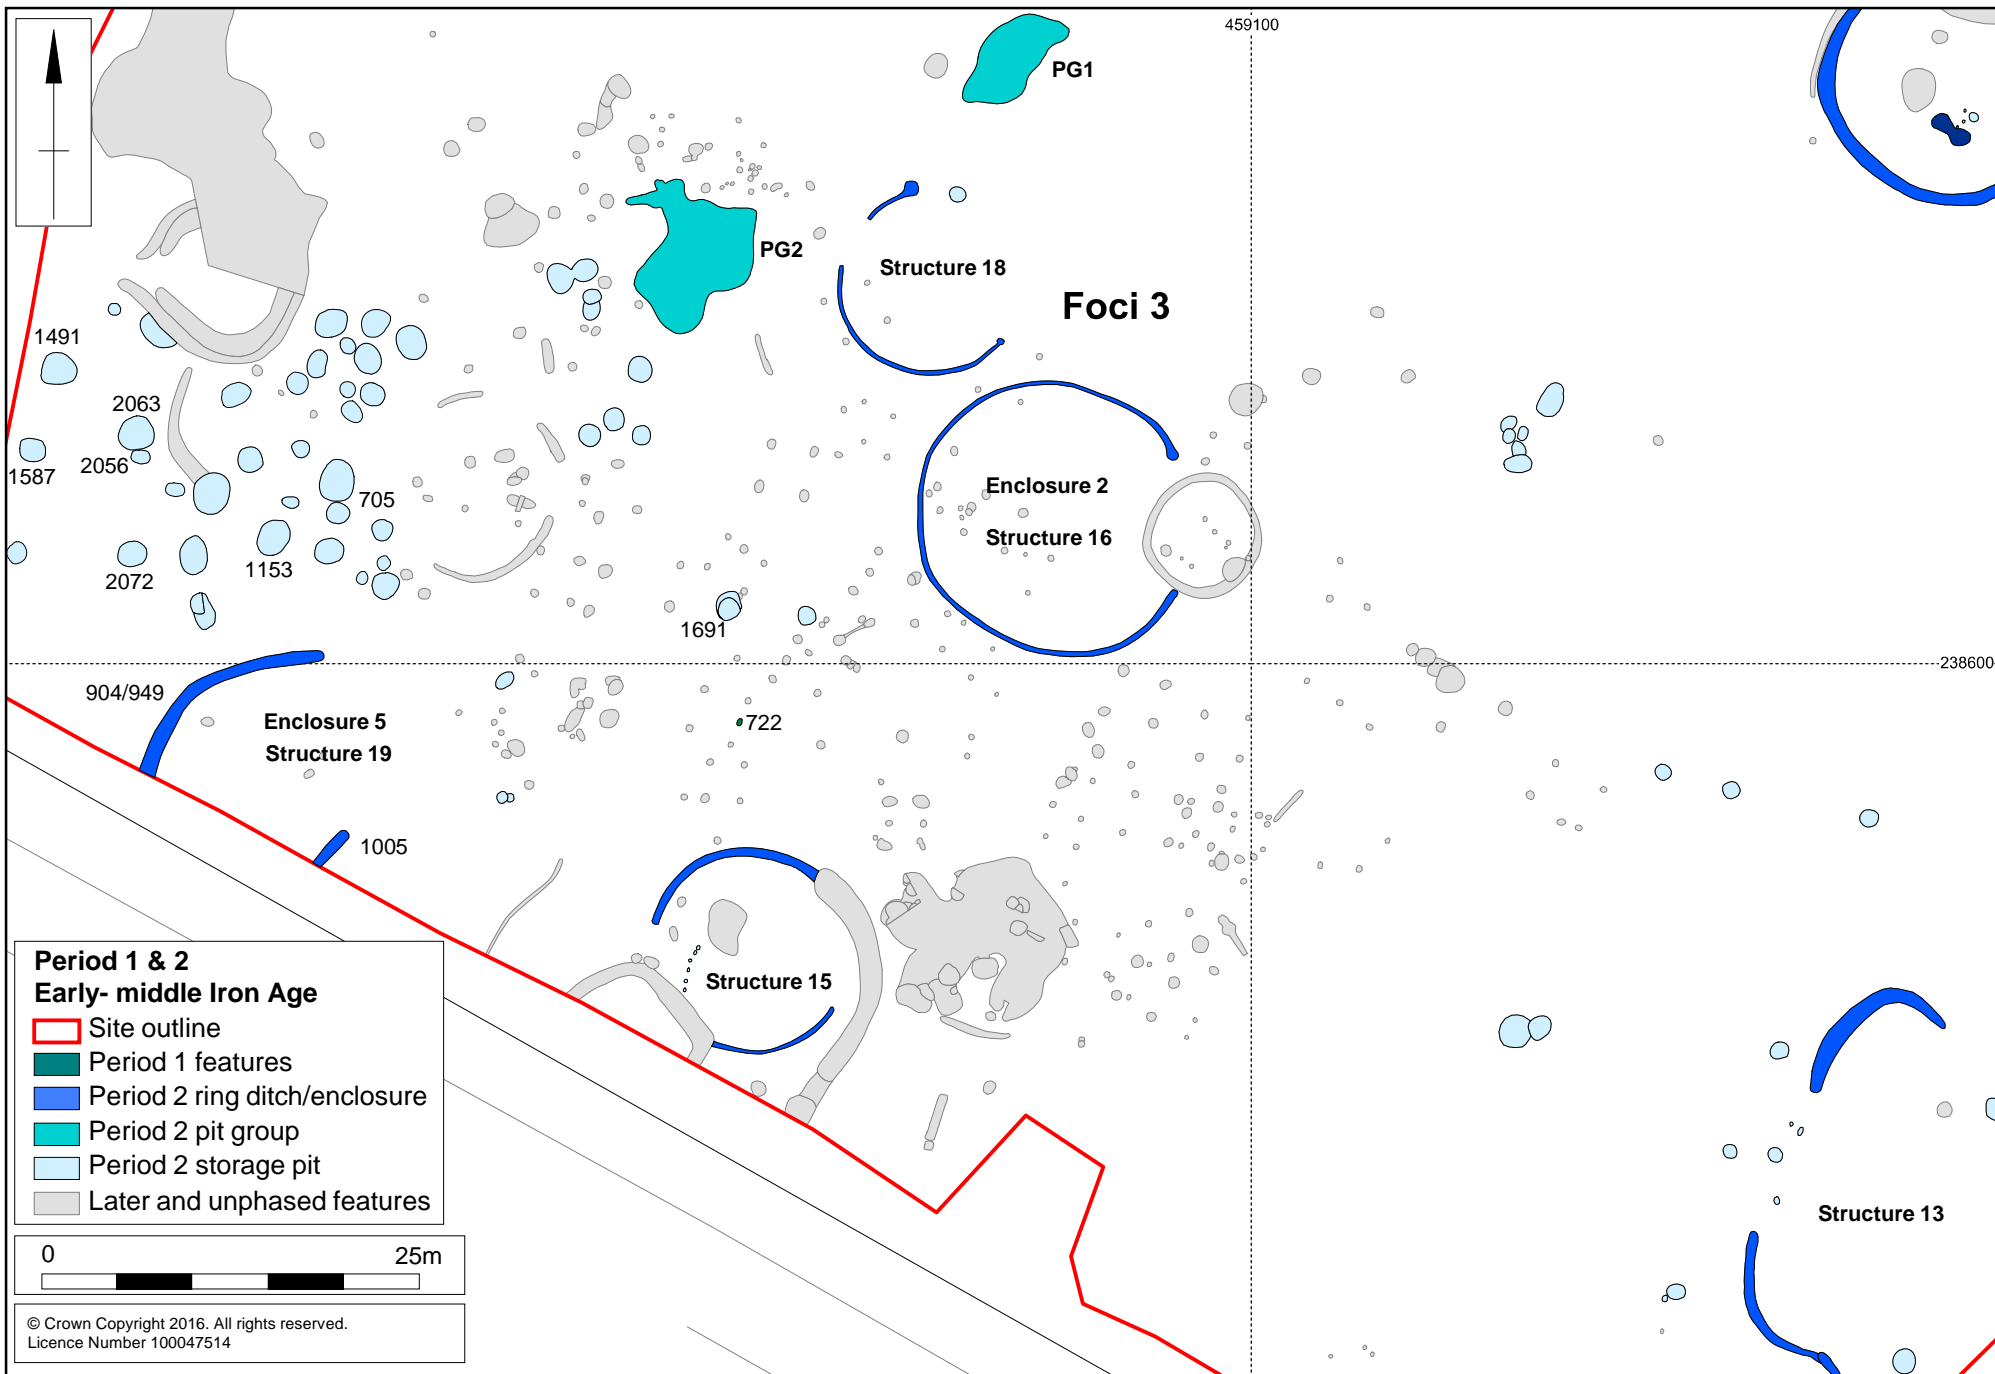 459100
PG1
PG2
Structure 18
Foci 3
1491
2063
2056
1587
705
2072
1153
Enclosure 2
Structure 16
1691
238600
904/949
Enclosure 5
Structure 19
722
1005
Structure 15
Structure 13
Period 1 & 2
Early- middle Iron Age
Site outline
Period 1 features
Period 2 ring ditch/enclosure
Period 2 pit group
Period 2 storage pit
Later and unphased features
0 25m
© Crown Copyright 2016. All rights reserved.
Licence Number 100047514